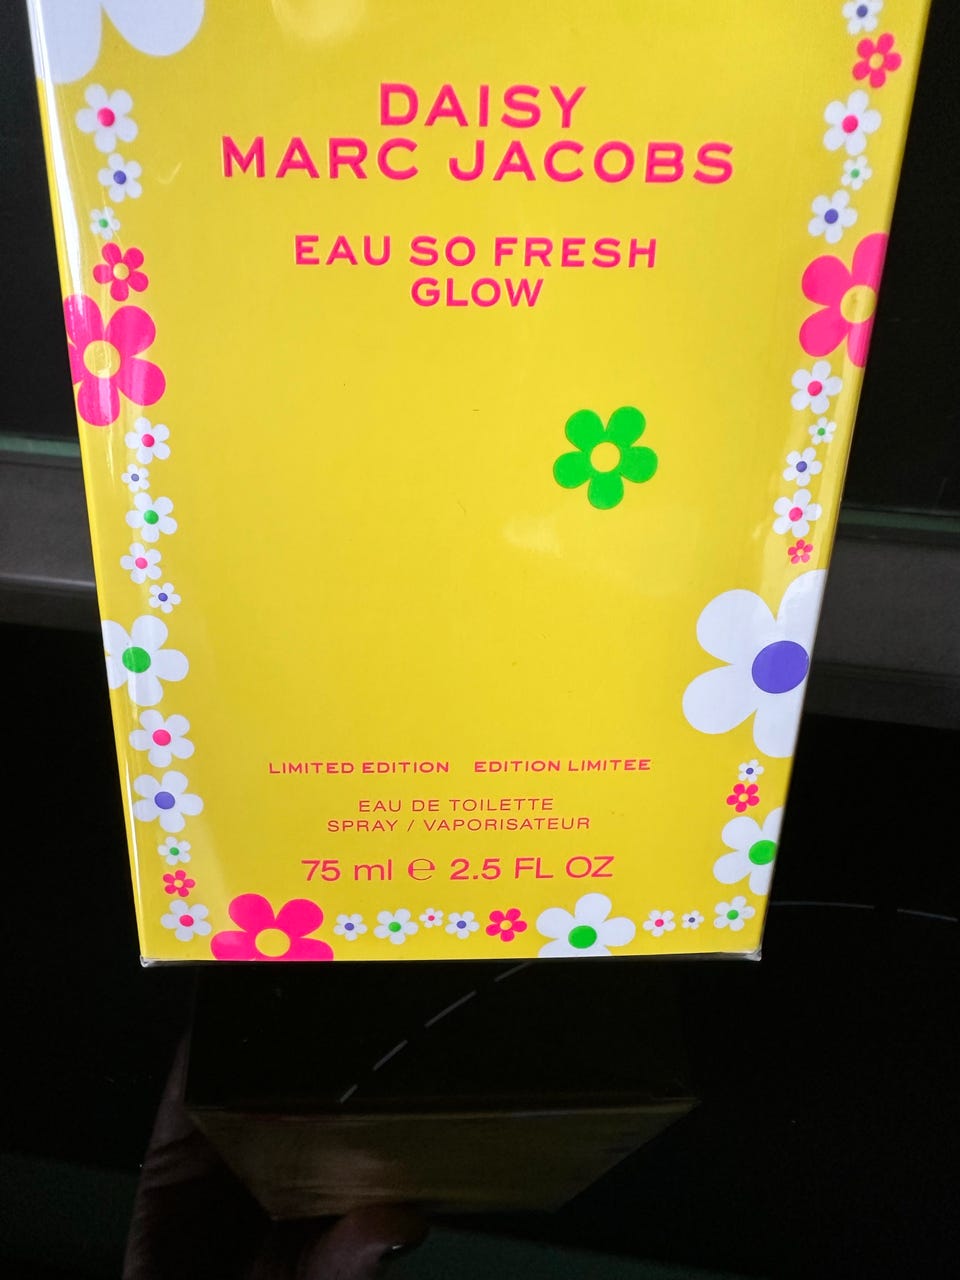 DAISY
MARC JACOBS
EAU SO FRESH
GLOW
LIMITED EDITION EDITION LIMITEE
EAU DE TOILETTE
SPRAY / VAPORISATEUR
75 ml ℮ 2.5 FL OZ